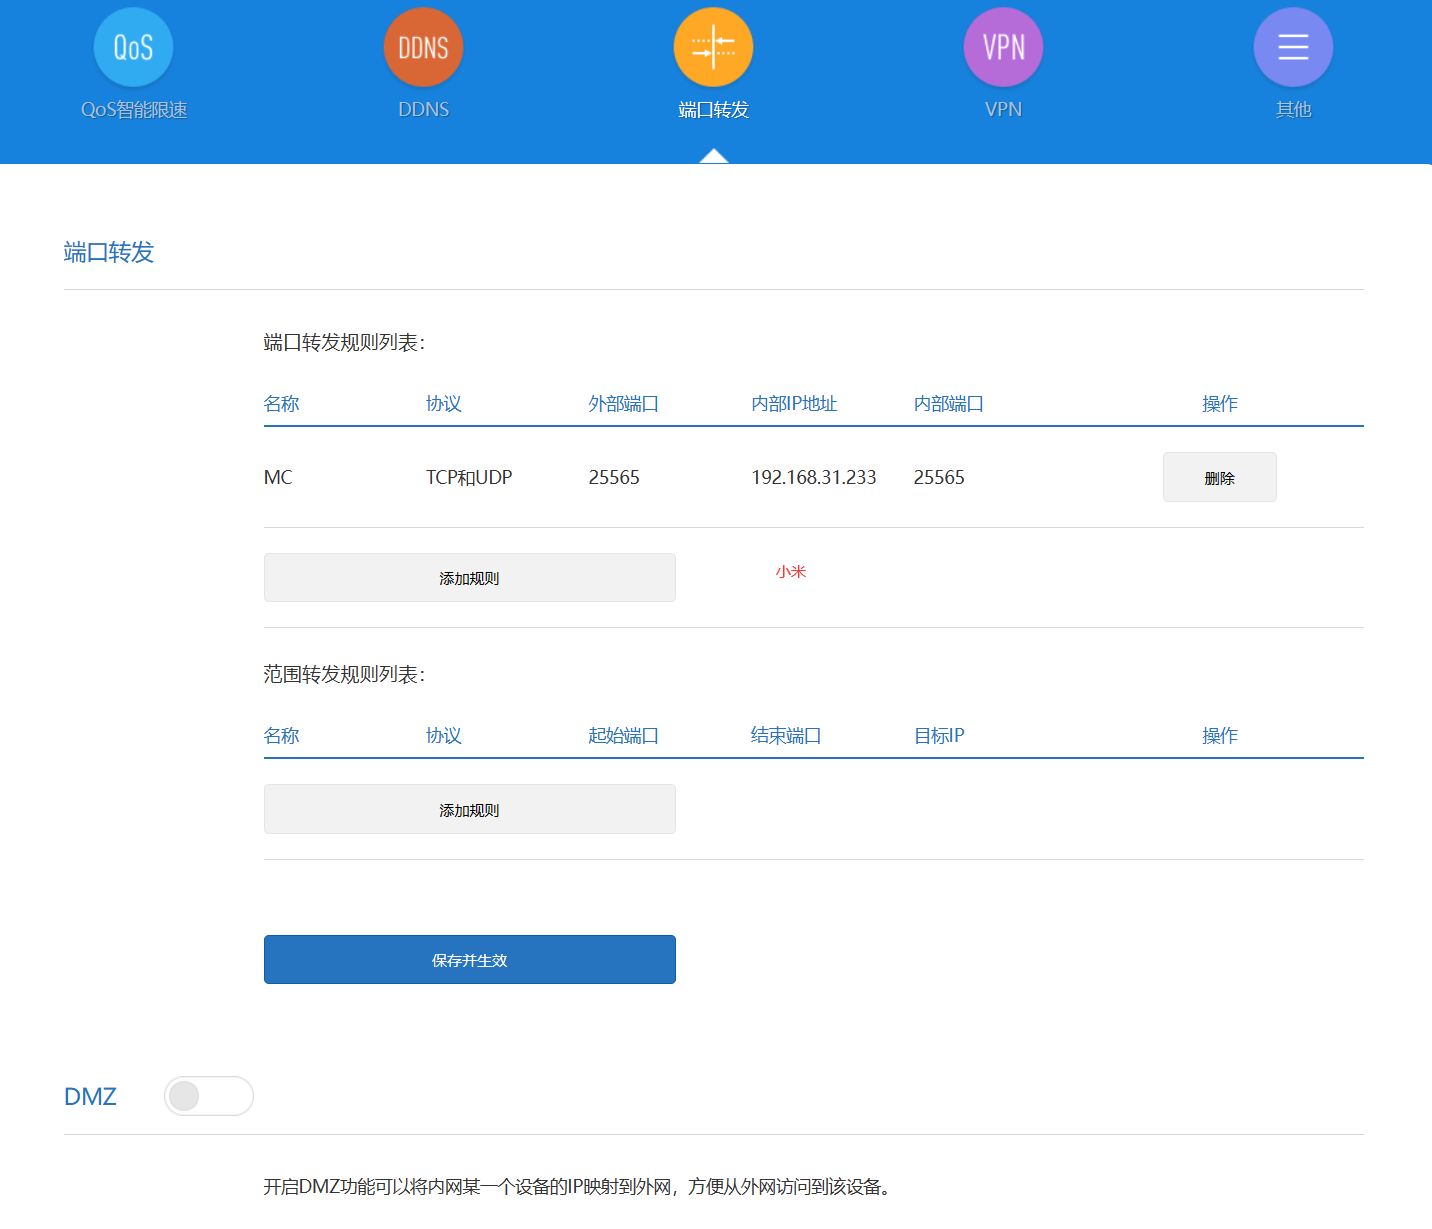 QoS DDNS VPN
QoS智能限速 DDNS 端口转发 VPN 其他
端口转发
端口转发规则列表：
名称 协议 外部端口 内部IP地址 内部端口 操作
MC TCP和UDP 25565 192.168.31.233 25565 删除
添加规则 小米
范围转发规则列表：
名称 协议 起始端口 结束端口 目标IP 操作
添加规则
保存并生效
DMZ
开启DMZ功能可以将内网某一个设备的IP映射到外网，方便从外网访问到该设备。